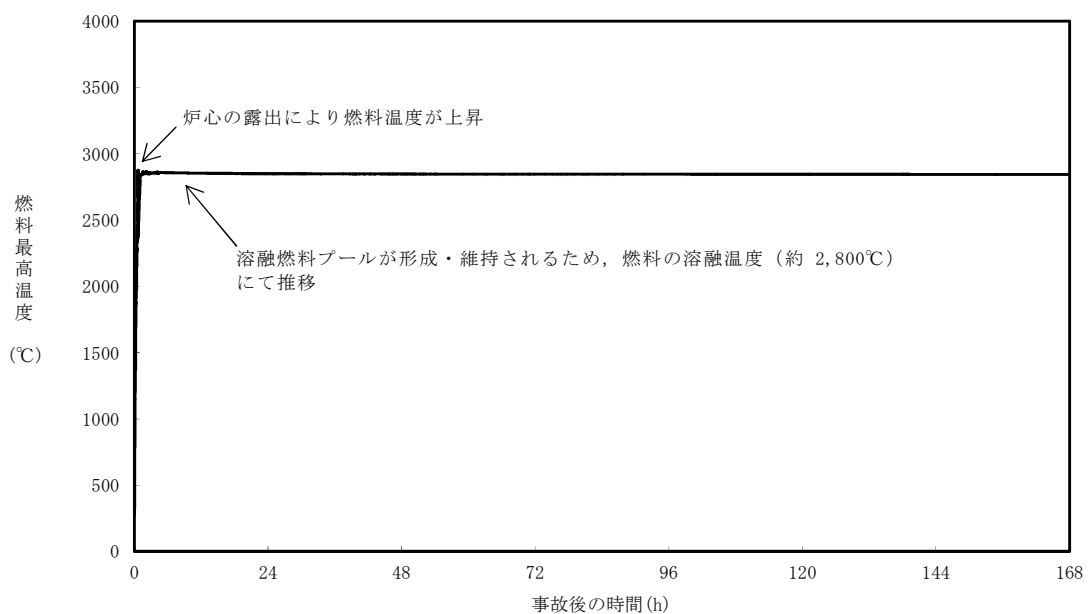 4000
3500
炉心の露出により燃料温度が上昇
3000
2500
溶融燃料プールが形成・維持されるため，燃料の溶融温度（約 2,800℃）
にて推移
2000
1500
1000
500
0
燃料最高温度
(℃)
0 24 48 72 96 120 144 168
事故後の時間(h)